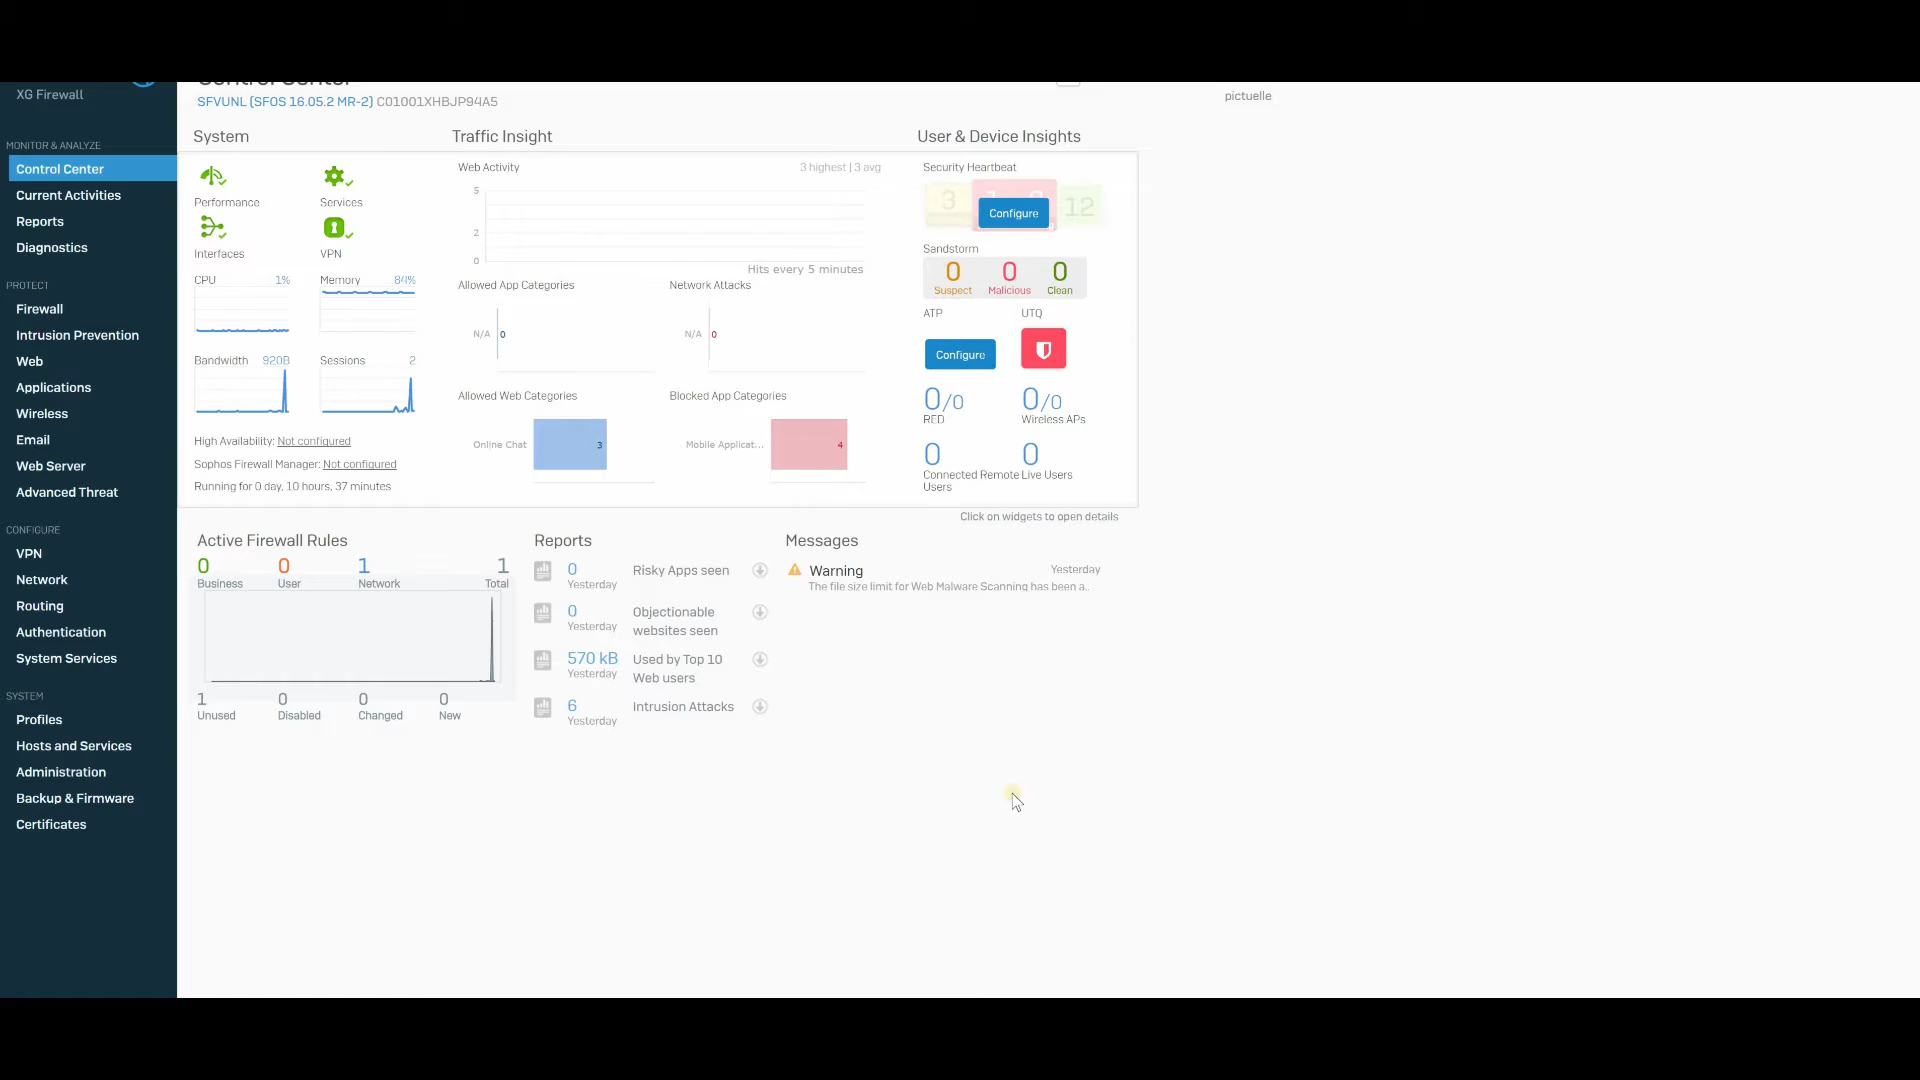 XG Firewall
MONITOR & ANALYZE
Control Center
Current Activities
Reports
Diagnostics
PROTECT
Firewall
Intrusion Prevention
Web
Applications
Wireless
Email
Web Server
Advanced Threat
CONFIGURE
VPN
Network
Routing
Authentication
System Services
SYSTEM
Profiles
Hosts and Services
Administration
Backup & Firmware
Certificates
Control Center
SFVUNL (SFOS 16.05.2 MR-2) C01001XHBJP94A5
pictuelle
System
Performance
Services
Interfaces
VPN
CPU 1%
Memory 84%
Bandwidth 920B
Sessions 2
High Availability: Not configured
Sophos Firewall Manager: Not configured
Running for 0 day, 10 hours, 37 minutes
Traffic Insight
Web Activity 3 highest | 3 avg
5
2
0
Hits every 5 minutes
Allowed App Categories
N/A 0
Network Attacks
N/A 0
Allowed Web Categories
Online Chat 3
Blocked App Categories
Mobile Applicat... 4
User & Device Insights
Security Heartbeat
3
12
Configure
Sandstorm
0 0 0
Suspect Malicious Clean
ATP
UTQ
Configure
0/0
RED
0/0
Wireless APs
0
Connected Remote
Users
0
Live Users
Click on widgets to open details
Active Firewall Rules
0 0 1 1
Business User Network Total
1 0 0 0
Unused Disabled Changed New
Reports
0 Risky Apps seen
Yesterday
0 Objectionable
Yesterday websites seen
570 kB Used by Top 10
Yesterday Web users
6 Intrusion Attacks
Yesterday
Messages
Warning Yesterday
The file size limit for Web Malware Scanning has been a..